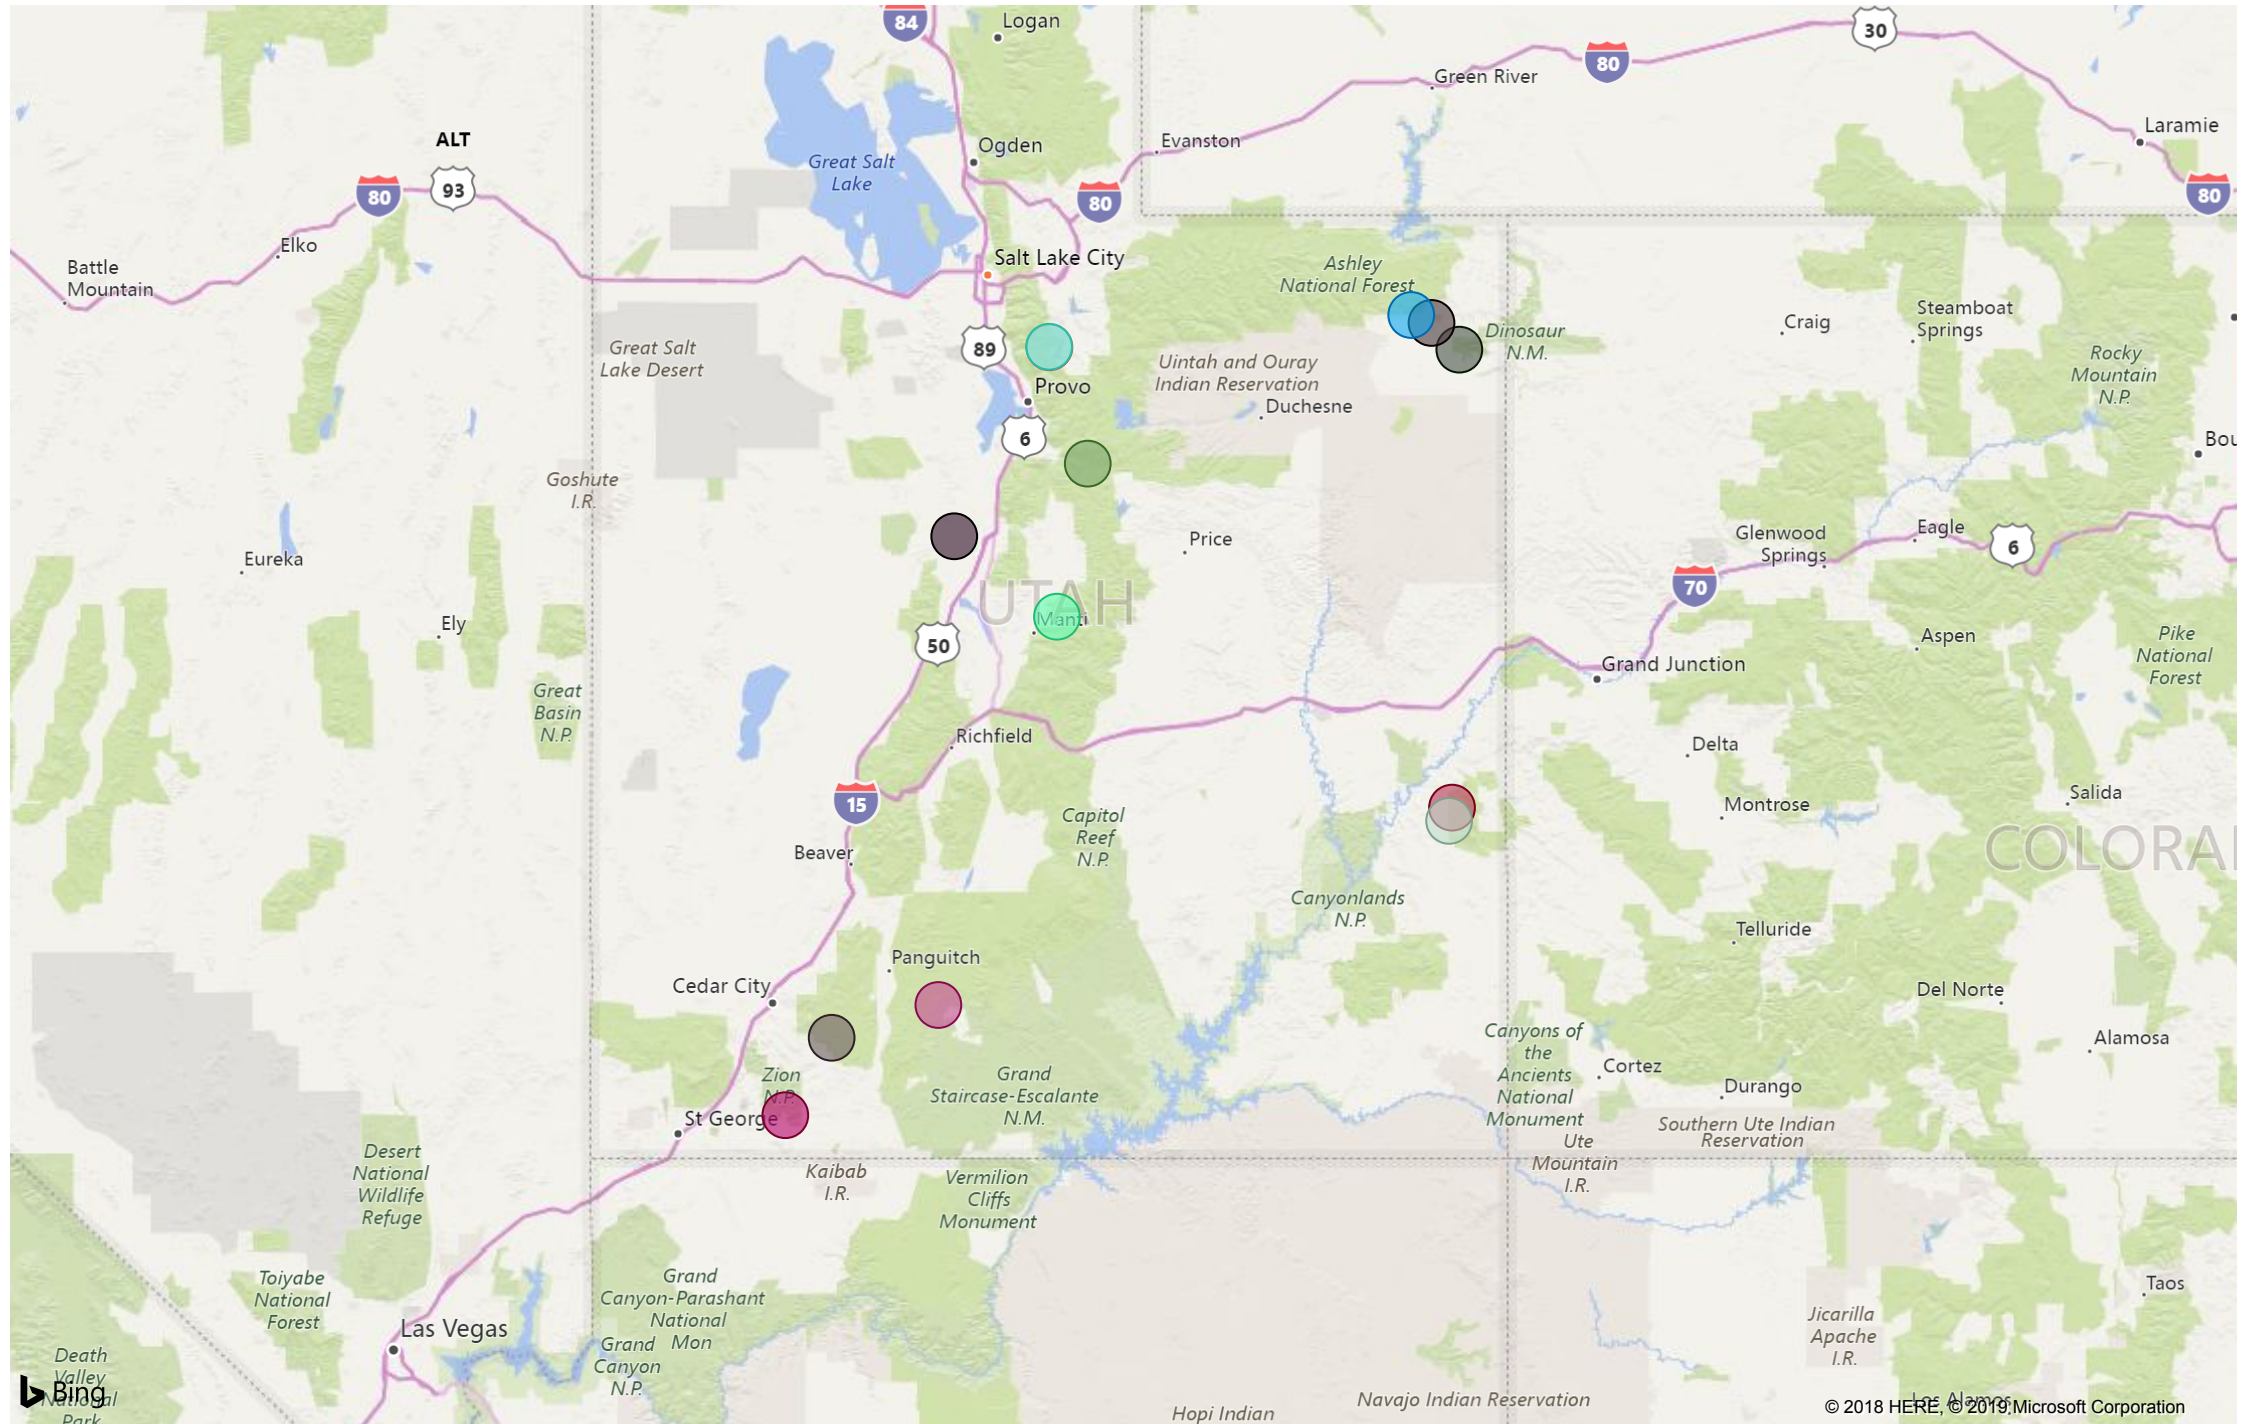 84
Logan
30
80
Green River
ALT
Ogden
Evanston
Laramie
Great Salt
Lake
80
93
80
80
Elko
Salt Lake City
Battle
Mountain
Ashley
National Forest
Craig
Steamboat
Springs
Dinosaur
N.M.
89
Great Salt
Lake Desert
Uintah and Ouray
Indian Reservation
Rocky
Mountain
N.P.
Provo
Duchesne
6
Bou
Goshute
I.R.
Eureka
Price
Glenwood
Springs
Eagle
6
70
UTAH
Manti
Ely
50
Aspen
Pike
National
Forest
Grand Junction
Great
Basin
N.P.
Richfield
Delta
15
Montrose
Salida
Capitol
Reef
N.P.
COLORA
Beaver
Canyonlands
N.P.
Telluride
Panguitch
Cedar City
Del Norte
Canyons of
the
Ancients
National
Monument
Alamosa
Cortez
Durango
Zion
N.P.
Grand
Staircase-Escalante
N.M.
St George
Southern Ute Indian
Reservation
Ute
Mountain
I.R.
Desert
National
Wildlife
Refuge
Kaibab
I.R.
Vermilion
Cliffs
Monument
Toiyabe
National
Forest
Grand
Canyon-Parashant
National
Mon
Taos
Las Vegas
Jicarilla
Apache
I.R.
Grand
Canyon
N.P.
Death
Valley
National
Park
Bing
Hopi Indian
Navajo Indian Reservation
Los Alamos
© 2018 HERE, © 2019 Microsoft Corporation